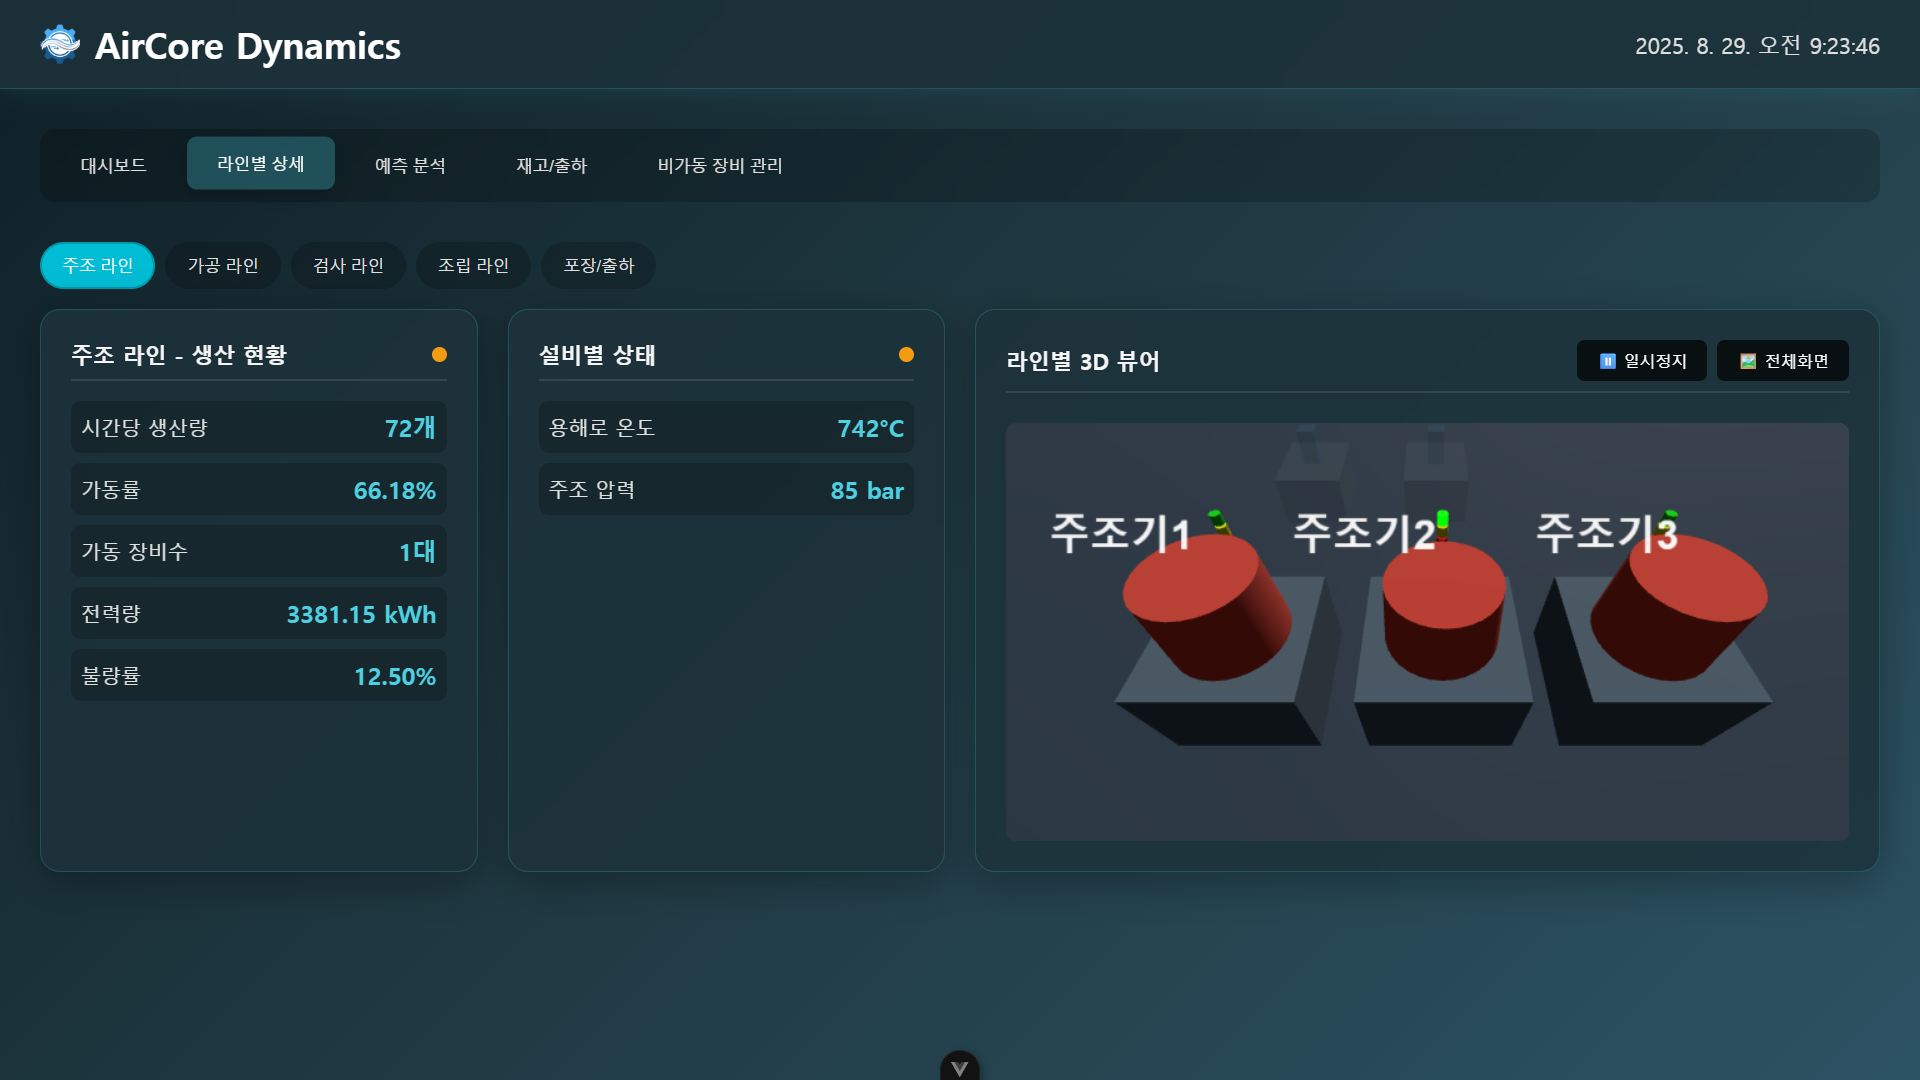 AirCore Dynamics
2025. 8. 29. 오전 9:23:46
대시보드 라인별 상세 예측 분석 재고/출하 비가동 장비 관리
주조 라인 가공 라인 검사 라인 조립 라인 포장/출하
주조 라인 - 생산 현황
시간당 생산량 72개
가동률 66.18%
가동 장비수 1대
전력량 3381.15 kWh
불량률 12.50%
설비별 상태
용해로 온도 742°C
주조 압력 85 bar
라인별 3D 뷰어
일시정지 전체화면
주조기1 주조기2 주조기3